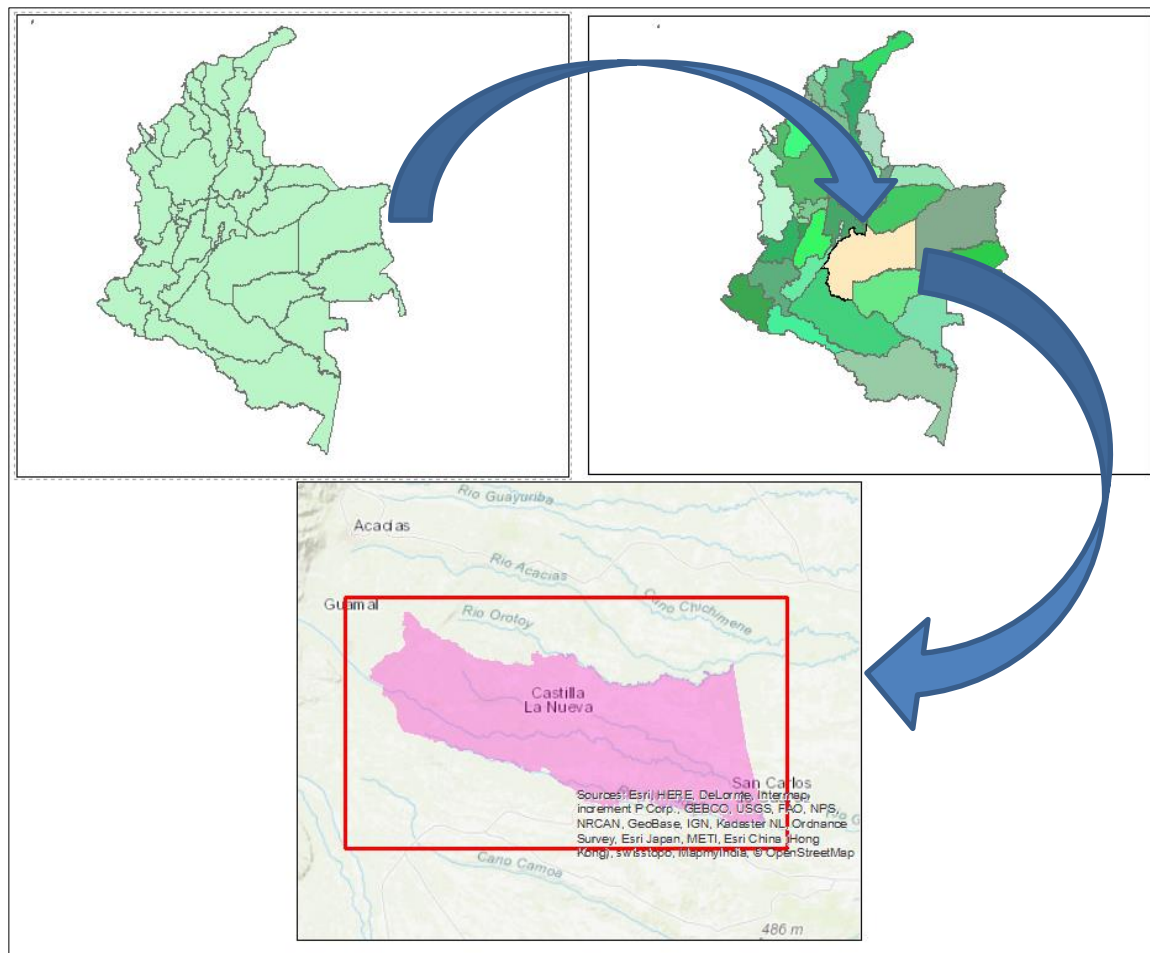 Rio Guayuriba
Acacias
Rio Acacias
Cano Chichimene
Guamal
Rio Orotoy
Castilla
La Nueva
San Carlos
Sources: Esri, HERE, DeLorme, Intermap,
increment P Corp., GEBCO, USGS, FAO, NPS,
NRCAN, GeoBase, IGN, Kadaster NL, Ordnance
Survey, Esri Japan, METI, Esri China (Hong
Kong), swisstopo, MapmyIndia, © OpenStreetMap
Cano Camoa
486 m